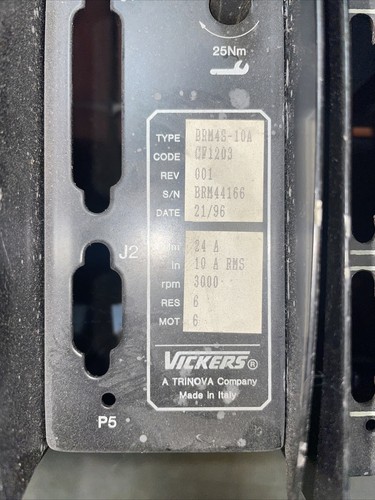 25Nm
TYPE BRM4S-10A
CODE CW1203
REV 001
S/N BRM44166
DATE 21/96
24 A
in 10 A RMS
rpm 3000
RES 6
MOT 6
J2
VICKERS®
A TRINOVA Company
Made in Italy
P5